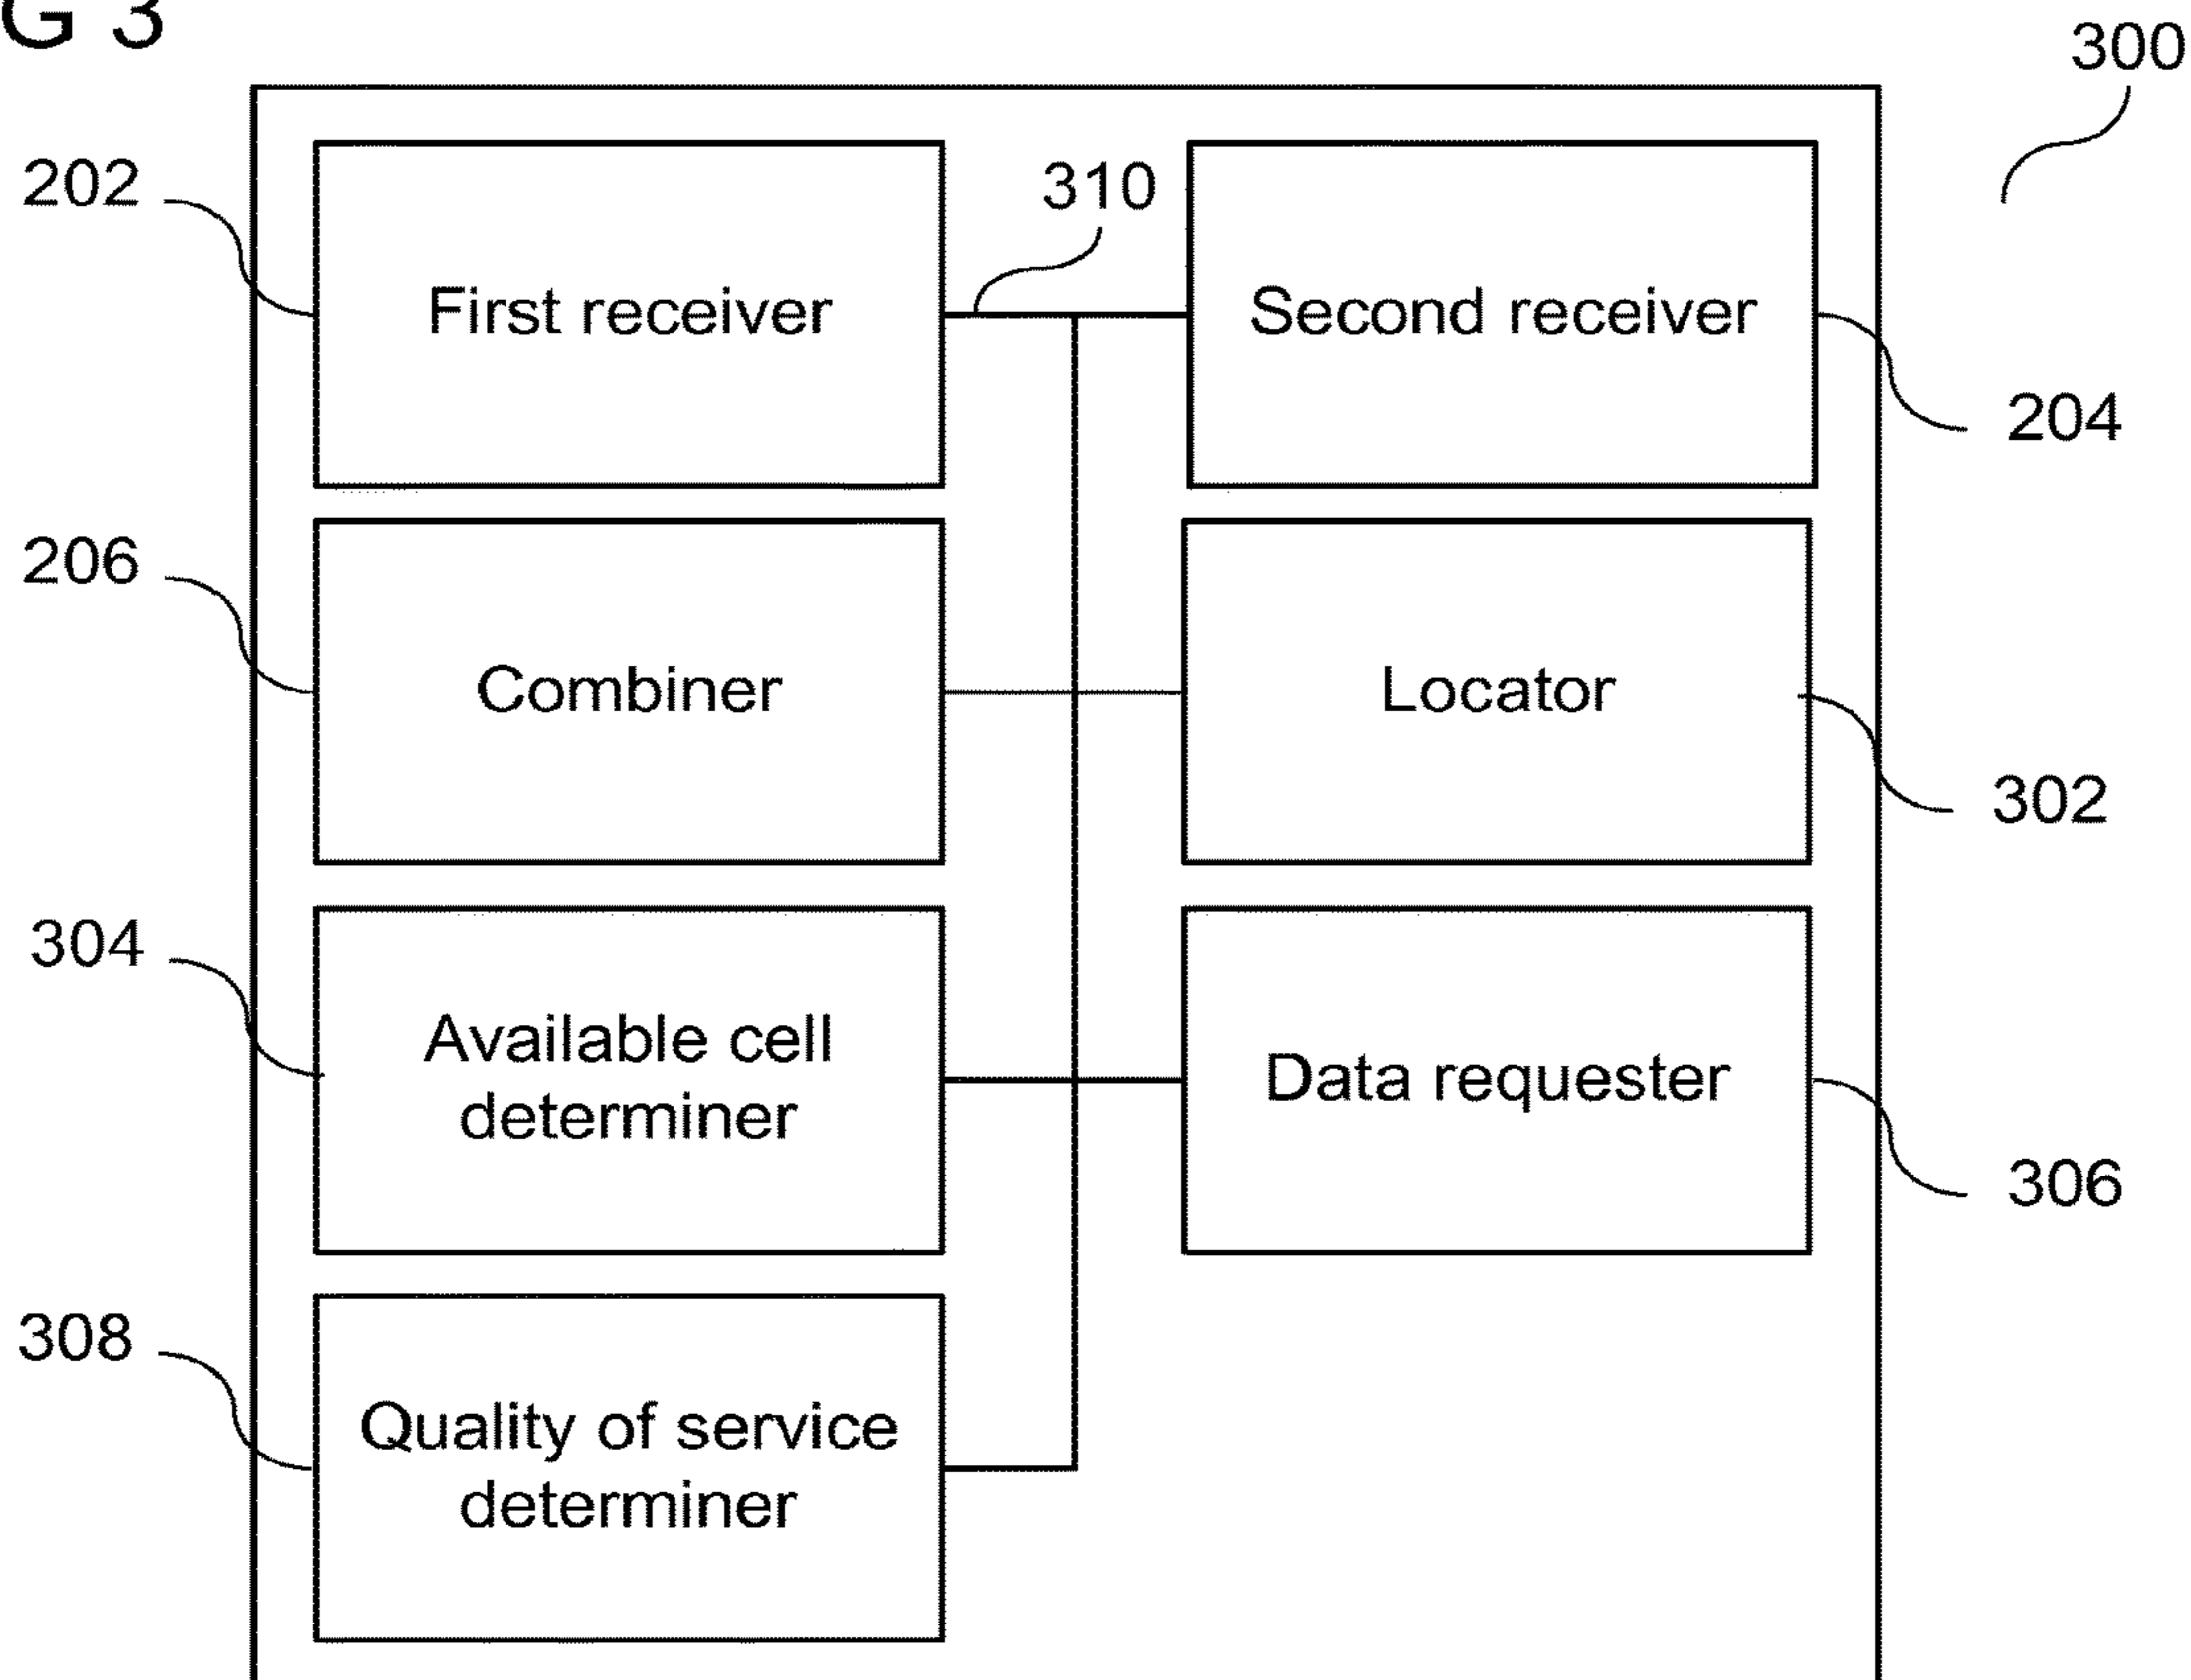 G 3
300
202
310
First receiver
Second receiver
204
206
Combiner
Locator
302
304
Available cell
determiner
Data requester
306
308
Quality of service
determiner